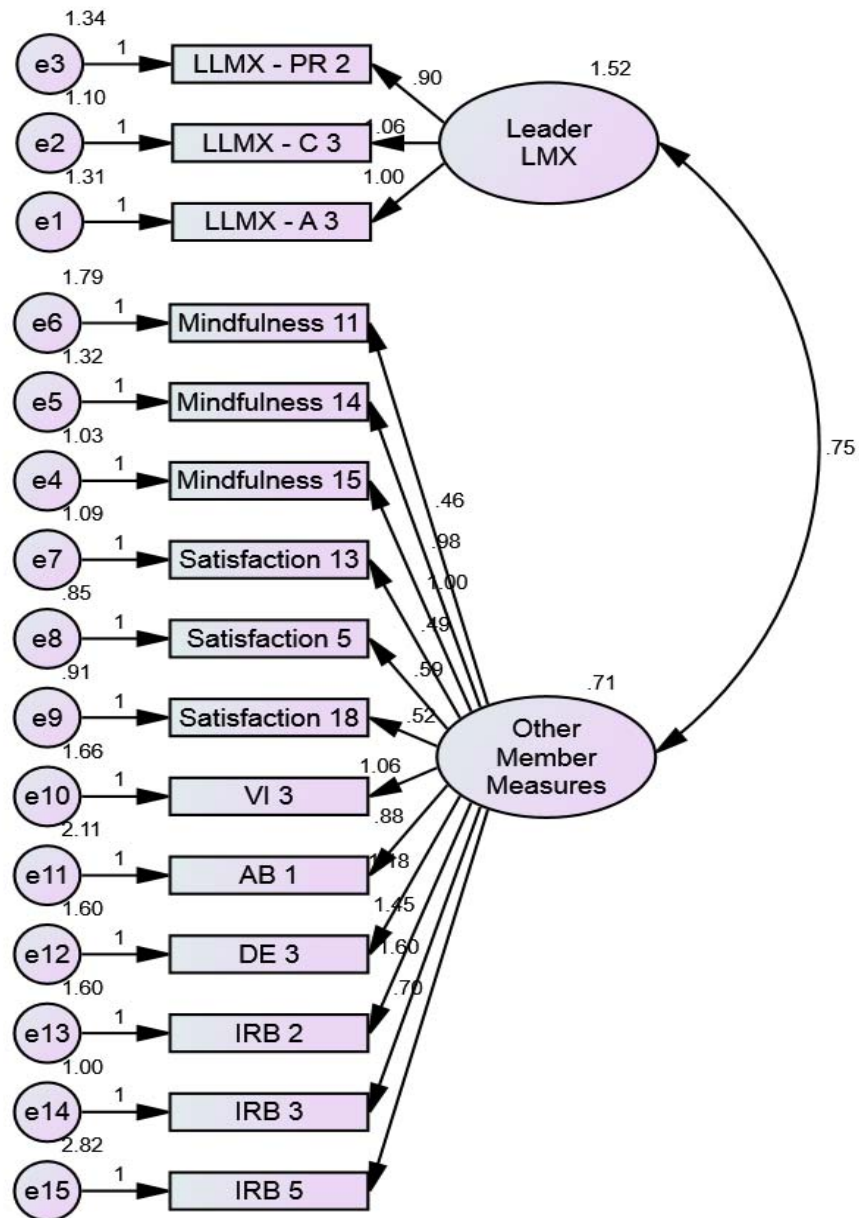 1.34
e3
1
LLMX - PR 2
1.10
e2
1
LLMX - C 3
1.31
e1
1
LLMX - A 3
.90
1.06
1.00
1.52
Leader
LMX
1.79
e6
1
Mindfulness 11
1.32
e5
1
Mindfulness 14
1.03
e4
1
Mindfulness 15
1.09
e7
1
Satisfaction 13
.85
e8
1
Satisfaction 5
.91
e9
1
Satisfaction 18
1.66
e10
1
VI 3
2.11
e11
1
AB 1
1.60
e12
1
DE 3
1.60
e13
1
IRB 2
1.00
e14
1
IRB 3
2.82
e15
1
IRB 5
.46
.98
1.00
.49
.59
.52
1.06
.88
1.18
1.45
1.60
.70
.71
Other
Member
Measures
.75